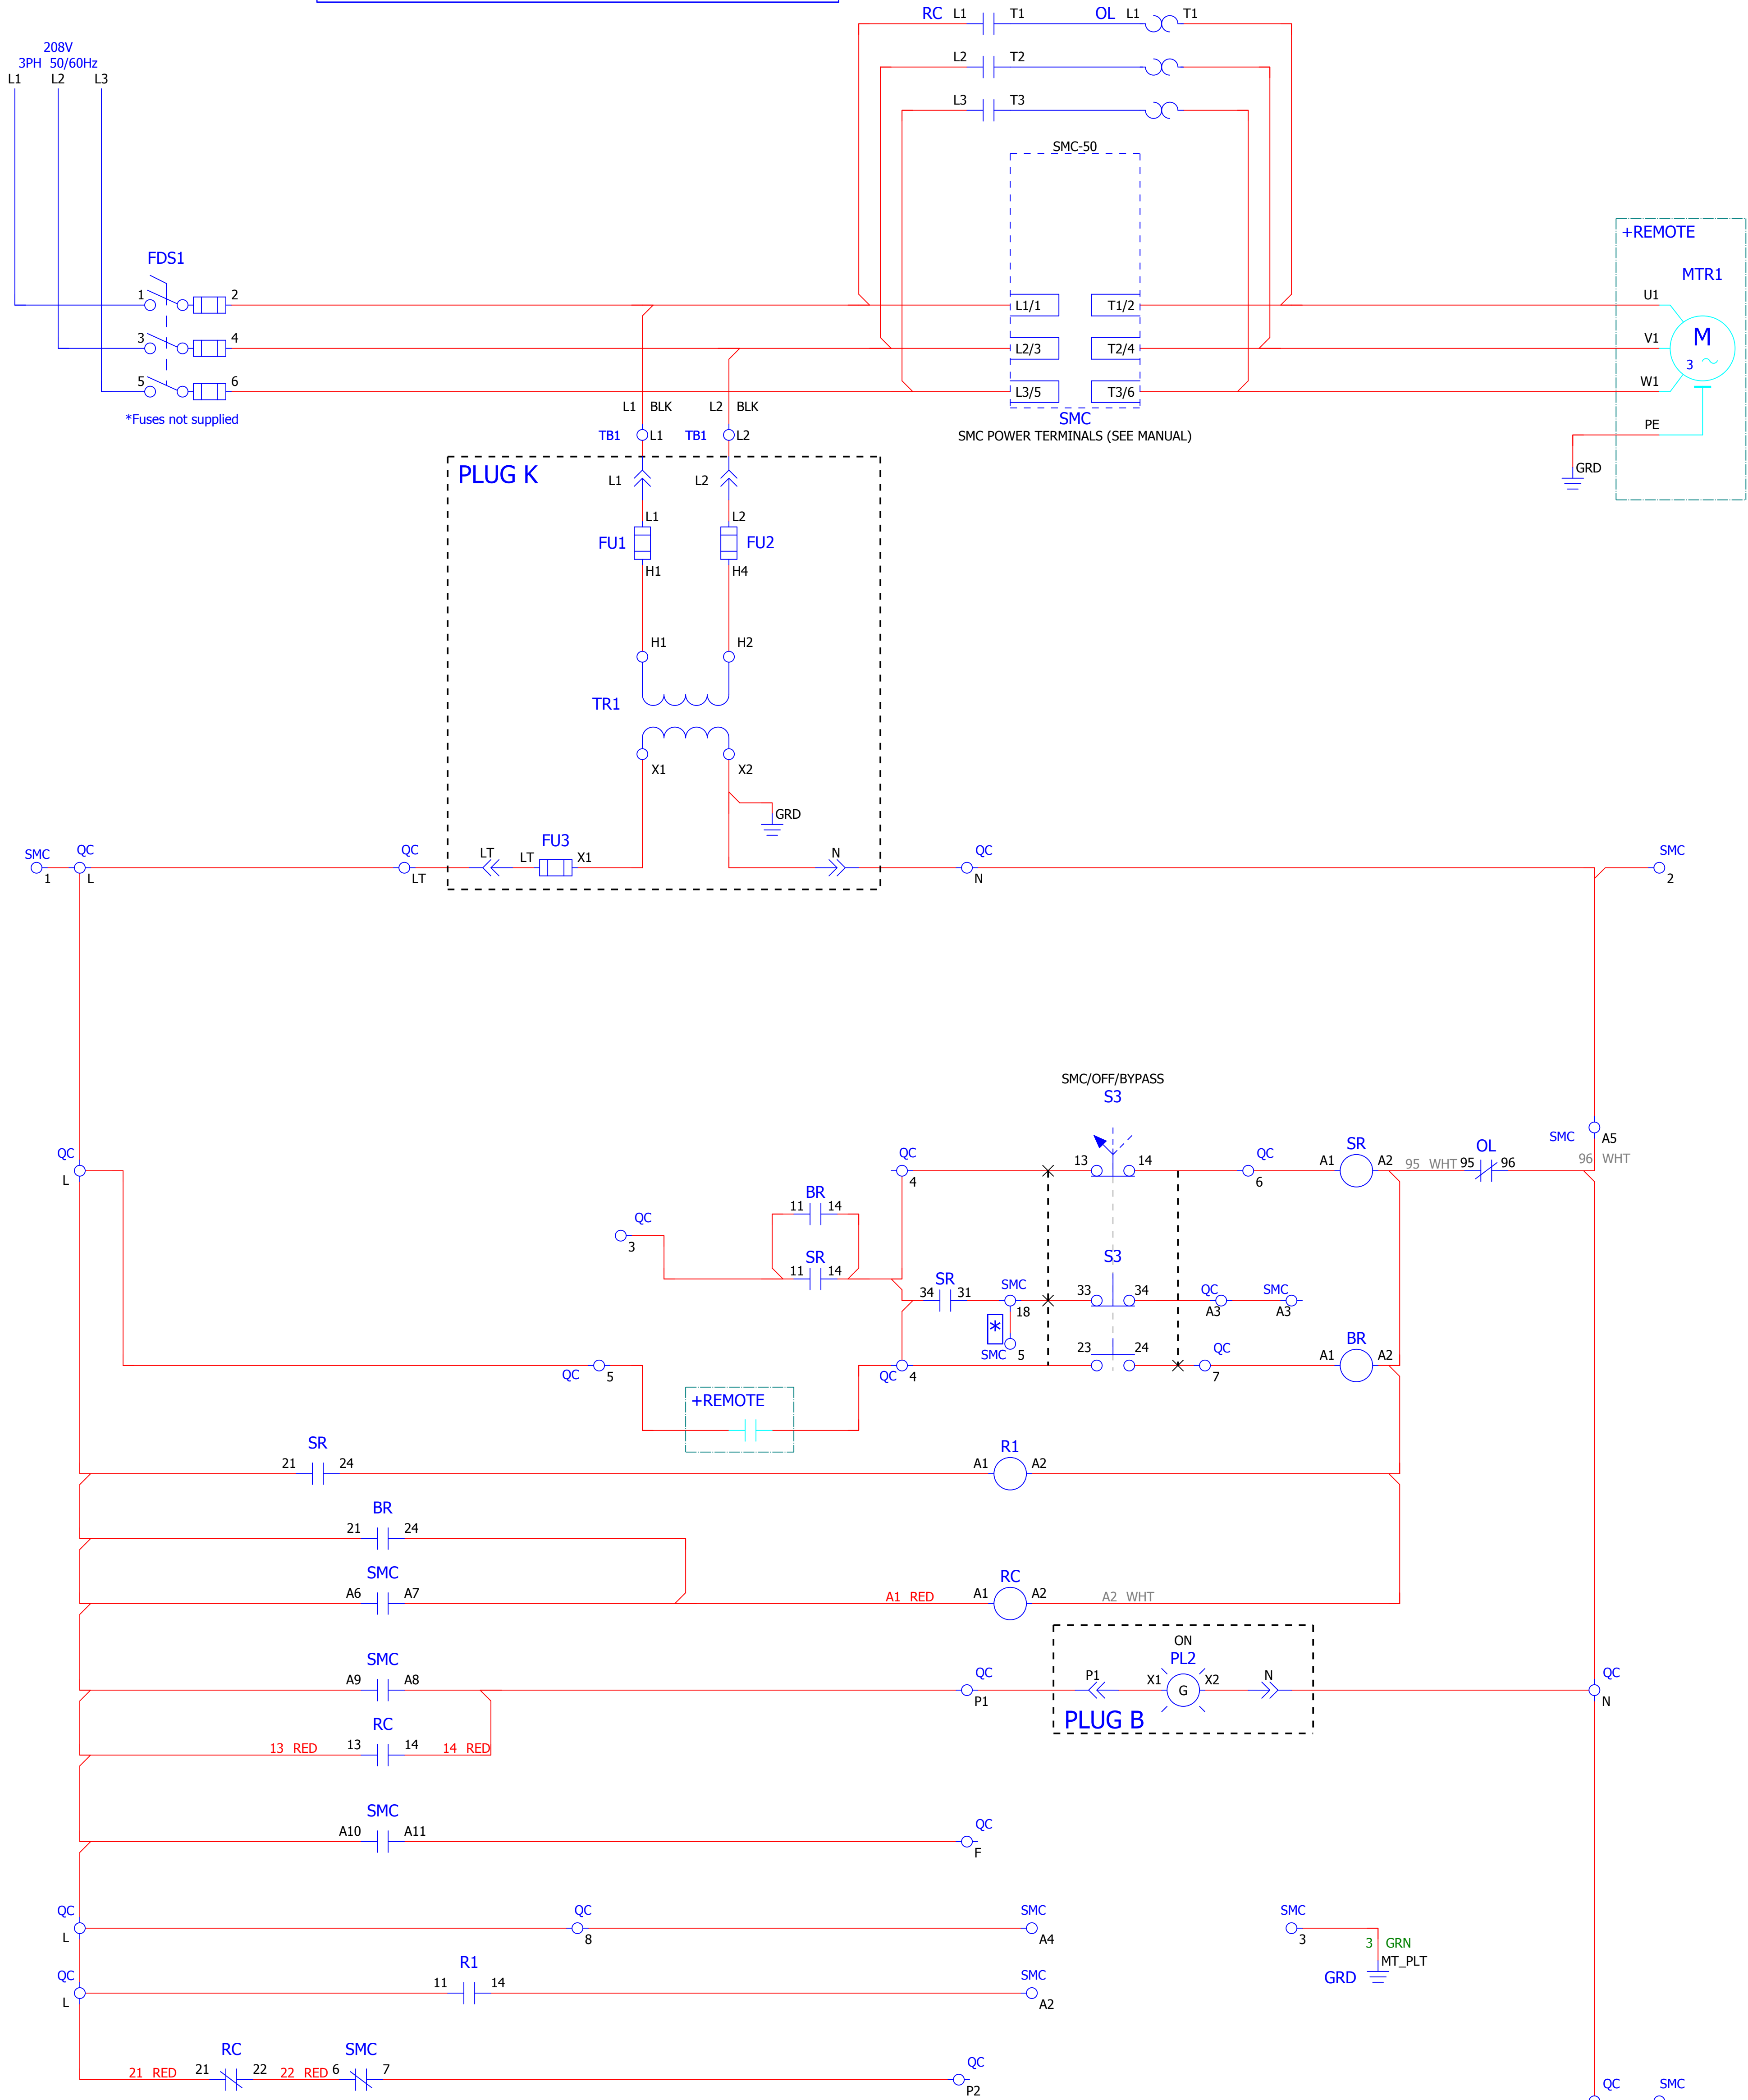 RC L1 T1 OL L1 T1
208V
3PH 50/60Hz
L1 L2 L3
L2 T2
L3 T3
SMC-50
+REMOTE
MTR1
FDS1
1 2 L1/1 T1/2 U1
3 4 L2/3 T2/4 V1
M
3
5 6 L3/5 T3/6 W1
*Fuses not supplied
L1 BLK L2 BLK
SMC
SMC POWER TERMINALS (SEE MANUAL)
PE
GRD
TB1 L1 TB1 L2
PLUG K
L1 L2
L1 L2
FU1 FU2
H1 H4
H1 H2
TR1
X1 X2
GRD
SMC QC QC FU3 QC SMC
1 L LT LT LT X1 N N 2
SMC/OFF/BYPASS
S3
SMC A5
QC QC 13 14 QC SR OL
L 4 6 A1 A2 95 WHT 95 96 96 WHT
BR
11 14
QC
3
SR
11 14
S3
SR SMC QC SMC
34 31 18 33 34 A3 A3
*
SMC 5
BR
23 24 QC A1 A2
QC 5 QC 4 7
+REMOTE
SR R1
21 24 A1 A2
BR
21 24
SMC RC
A6 A7 A1 RED A1 A2 A2 WHT
ON
SMC QC PL2 QC
A9 A8 P1 P1 X1 G X2 N N
PLUG B
RC
13 RED 13 14 14 RED
SMC
A10 A11
QC
F
QC QC SMC SMC
L 8 A4 3
3 GRN
MT_PLT
GRD
QC R1 SMC
L 11 14 A2
RC SMC QC
21 RED 21 22 22 RED 6 7 P2
QC SMC